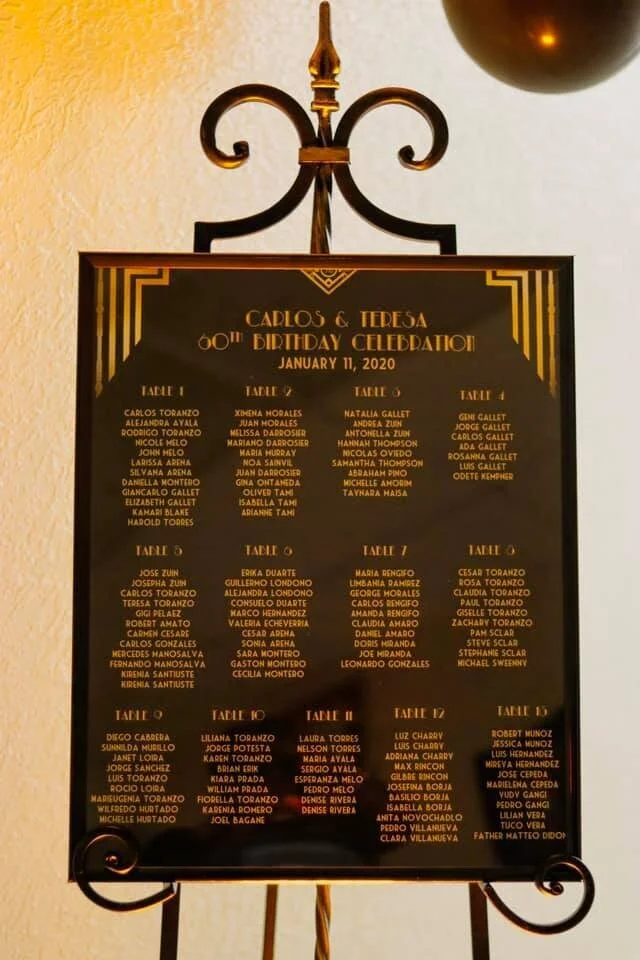 CARLOS & TERESA
60TH BIRTHDAY CELEBRATION
JANUARY 11, 2020
TABLE 1
CARLOS TORANZO
ALEJANDRA AYALA
RODRIGO TORANZO
NICOLE MELO
JOHN MELO
LARISSA ARENA
SILVANA ARENA
DANIELLA MONTERO
GIANCARLO GALLET
ELIZABETH GALLET
KAMARI BLAKE
HAROLD TORRES
TABLE 2
XIMENA MORALES
JUAN MORALES
MELISSA DARROSIER
MARIANO DARROSIER
MARIA MURRAY
NOA SAINVIL
JUAN DARROSIER
GINA ONTANEDA
OLIVER TAMI
ISABELLA TAMI
ARIANNE TAMI
TABLE 3
NATALIA GALLET
ANDREA ZUIN
ANTONELLA ZUIN
HANNAH THOMPSON
NICOLAS OVIEDO
SAMANTHA THOMPSON
ABRAHAM PINO
MICHELLE AMORIM
TAYNARA MAISA
TABLE 4
GENI GALLET
JORGE GALLET
CARLOS GALLET
ADA GALLET
ROSANNA GALLET
LUIS GALLET
ODETE KEMPNER
TABLE 5
JOSE ZUIN
JOSEPHA ZUIN
CARLOS TORANZO
TERESA TORANZO
GIGI PELAEZ
ROBERT AMATO
CARMEN CESARE
CARLOS GONZALES
MERCEDES MANOSALVA
FERNANDO MANOSALVA
KIRENIA SANTIUSTE
KIRENIA SANTIUSTE
TABLE 6
ERIKA DUARTE
GUILLERMO LONDONO
ALEJANDRA LONDONO
CONSUELO DUARTE
MARCO HERNANDEZ
VALERIA ECHEVERRIA
CESAR ARENA
SONIA ARENA
SARA MONTERO
GASTON MONTERO
CECILIA MONTERO
TABLE 7
MARIA RENGIFO
LIMBANIA RAMIREZ
GEORGE MORALES
CARLOS RENGIFO
AMANDA RENGIFO
CLAUDIA AMARO
DANIEL AMARO
DORIS MIRANDA
JOE MIRANDA
LEONARDO GONZALES
TABLE 8
CESAR TORANZO
ROSA TORANZO
CLAUDIA TORANZO
PAUL TORANZO
GISELLE TORANZO
ZACHARY TORANZO
PAM SCLAR
STEVE SCLAR
STEPHANIE SCLAR
MICHAEL SWEENNY
TABLE 9
DIEGO CABRERA
SUNNILDA MURILLO
JANET LOIRA
JORGE SANCHEZ
LUIS TORANZO
ROCIO LOIRA
MARIEUGENIA TORANZO
WILFREDO HURTADO
MICHELLE HURTADO
TABLE 10
LILIANA TORANZO
JORGE POTESTA
KAREN TORANZO
BRIAN ERIK
KIARA PRADA
WILLIAM PRADA
FIORELLA TORANZO
KARENIA ROMERO
JOEL BAGANE
TABLE 11
LAURA TORRES
NELSON TORRES
MARIA AYALA
SERGIO AYALA
ESPERANZA MELO
PEDRO MELO
DENISE RIVERA
DENISE RIVERA
TABLE 12
LUZ CHARRY
LUIS CHARRY
ADRIANA CHARRY
MAX RINCON
GILBRE RINCON
JOSEFINA BORJA
BASILIO BORJA
ISABELLA BORJA
ANITA NOVOCHADLO
PEDRO VILLANUEVA
CLARA VILLANUEVA
TABLE 13
ROBERT MUNOZ
JESSICA MUNOZ
LUIS HERNANDEZ
MIREYA HERNANDEZ
JOSE CEPEDA
MARIELENA CEPEDA
YUDY GANGI
PEDRO GANGI
LILIAN VERA
TUCO VERA
FATHER MATTEO DIDON